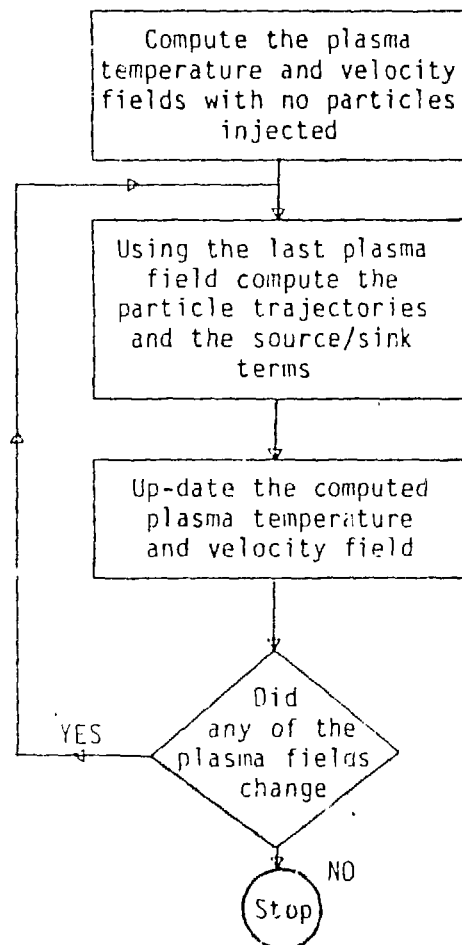 Compute the plasma
temperature and velocity
fields with no particles
injected
Using the last plasma
field compute the
particle trajectories
and the source/sink
terms
Up-date the computed
plasma temperature
and velocity field
Did
any of the
plasma fields
change
YES
NO
Stop